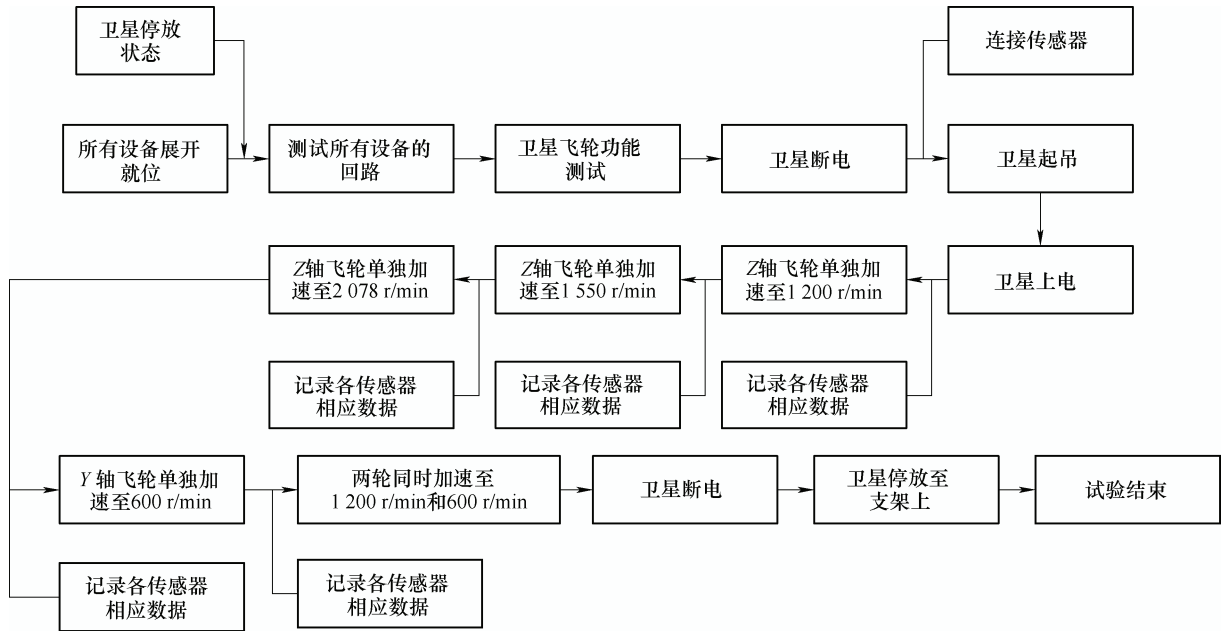 卫星停放
状态
连接传感器
所有设备展开
就位
测试所有设备的
回路
卫星飞轮功能
测试
卫星断电
卫星起吊
Z轴飞轮单独加
速至2 078 r/min
Z轴飞轮单独加
速至1 550 r/min
Z轴飞轮单独加
速至1 200 r/min
卫星上电
记录各传感器
相应数据
记录各传感器
相应数据
记录各传感器
相应数据
Y 轴飞轮单独加
速至600 r/min
两轮同时加速至
1 200 r/min和600 r/min
卫星断电
卫星停放至
支架上
试验结束
记录各传感器
相应数据
记录各传感器
相应数据